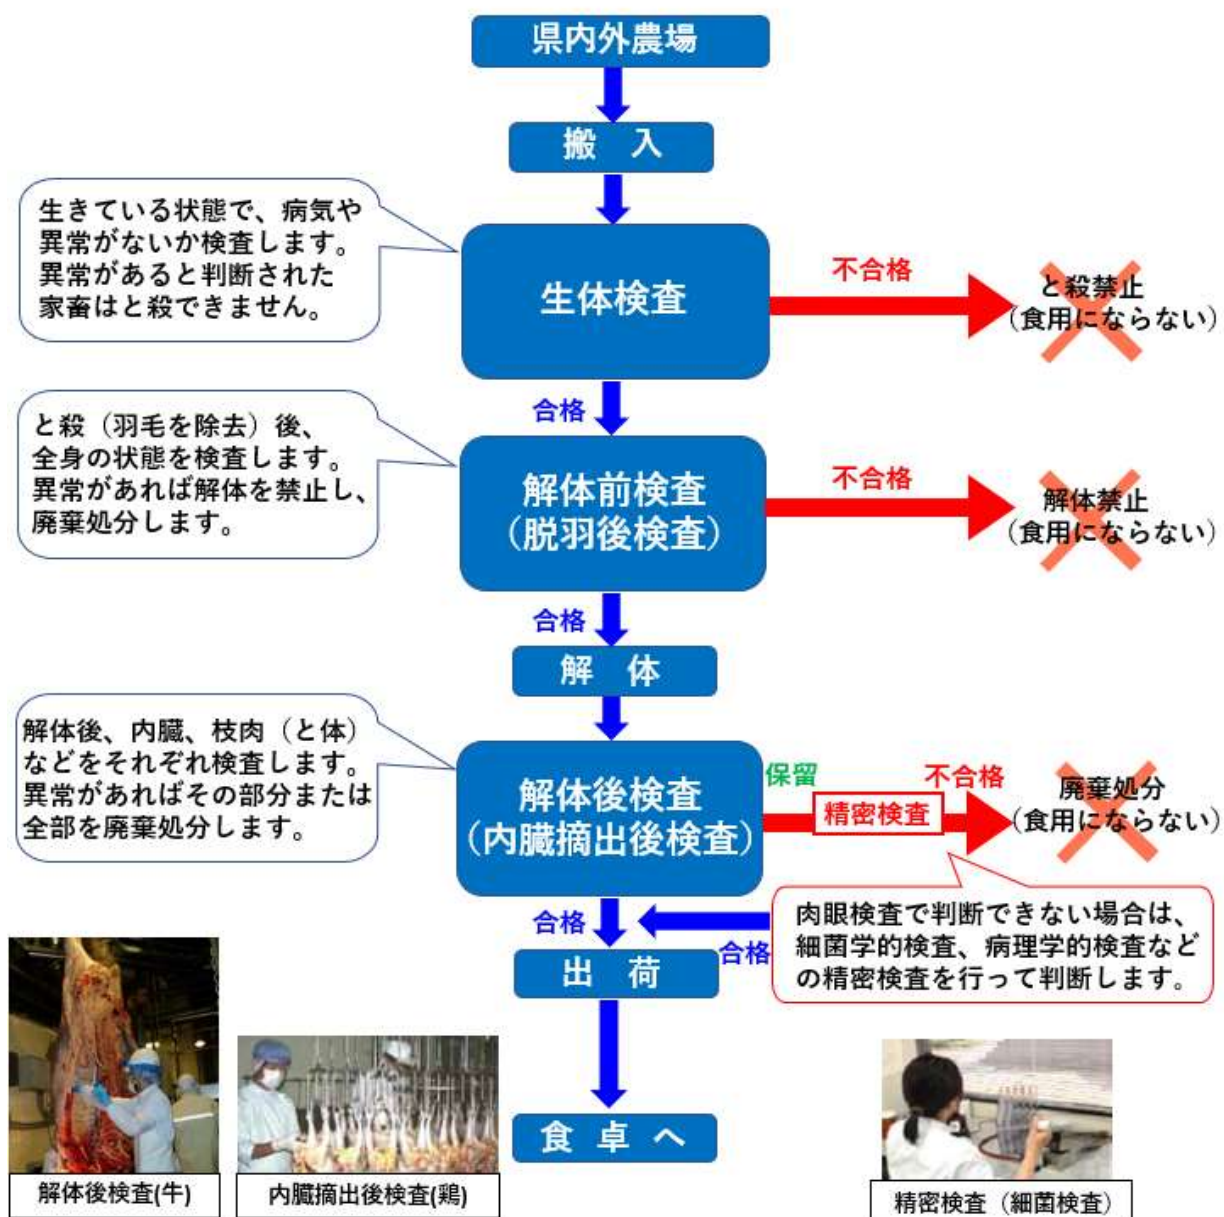 県内外農場
搬 入
生きている状態で、病気や
異常がないか検査します。
異常があると判断された
家畜はと殺できません。
生体検査
不合格
と殺禁止
（食用にならない）
合格
と殺（羽毛を除去）後、
全身の状態を検査します。
異常があれば解体を禁止し、
廃棄処分します。
解体前検査
（脱羽後検査）
不合格
解体禁止
（食用にならない）
合格
解 体
解体後、内臓、枝肉（と体）
などをそれぞれ検査します。
異常があればその部分または
全部を廃棄処分します。
解体後検査
（内臓摘出後検査）
保留
精密検査
不合格
廃棄処分
（食用にならない）
肉眼検査で判断できない場合は、
細菌学的検査、病理学的検査など
の精密検査を行って判断します。
合格
合格
出 荷
食 卓 へ
解体後検査(牛)
内臓摘出後検査(鶏)
精密検査（細菌検査）